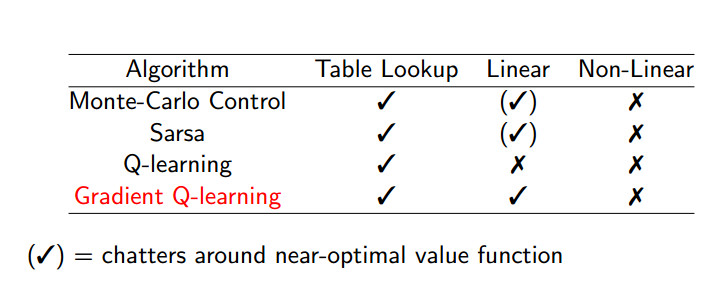 Algorithm Table Lookup Linear Non-Linear
Monte-Carlo Control ✓ (✓) ✗
Sarsa ✓ (✓) ✗
Q-learning ✓ ✗ ✗
Gradient Q-learning ✓ ✓ ✗
(✓) = chatters around near-optimal value function